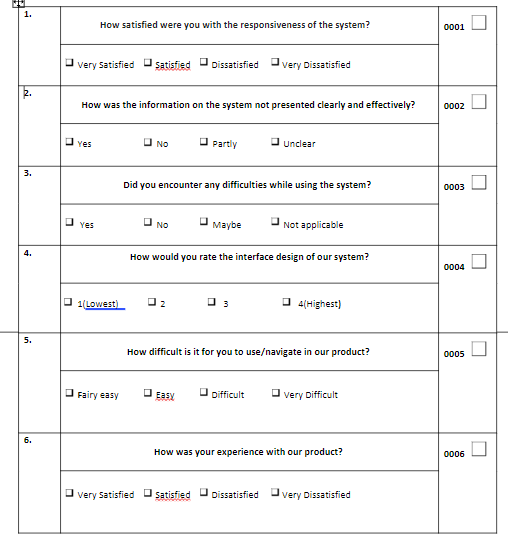 1.
How satisfied were you with the responsiveness of the system?
0001
Very Satisfied Satisfied Dissatisfied Very Dissatisfied
2.
How was the information on the system not presented clearly and effectively?
0002
Yes No Partly Unclear
3.
Did you encounter any difficulties while using the system?
0003
Yes No Maybe Not applicable
4.
How would you rate the interface design of our system?
0004
1(Lowest) 2 3 4(Highest)
5.
How difficult is it for you to use/navigate in our product?
0005
Fairy easy Easy Difficult Very Difficult
6.
How was your experience with our product?
0006
Very Satisfied Satisfied Dissatisfied Very Dissatisfied